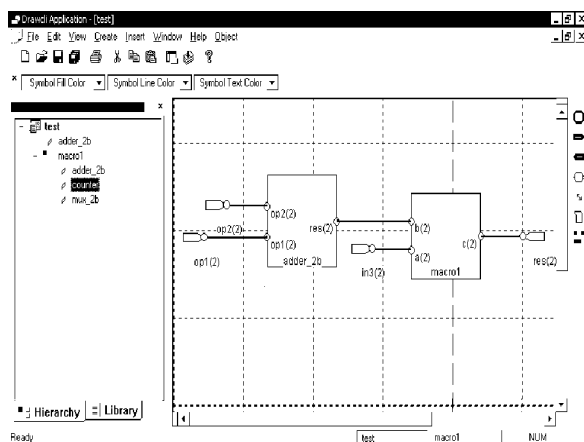 Drawdi Application - [test]
File Edit View Create Insert Window Help Object
Symbol Fill Color Symbol Line Color Symbol Text Color
test
adder_2b
macro1
adder_2b
counter
mux_2b
op2(2)
op2(2)
op1(2)
op1(2)
res(2)
adder_2b
in3(2)
b(2)
a(2)
c(2)
macro1
res(2)
Hierarchy Library
Ready test macro1 NUM